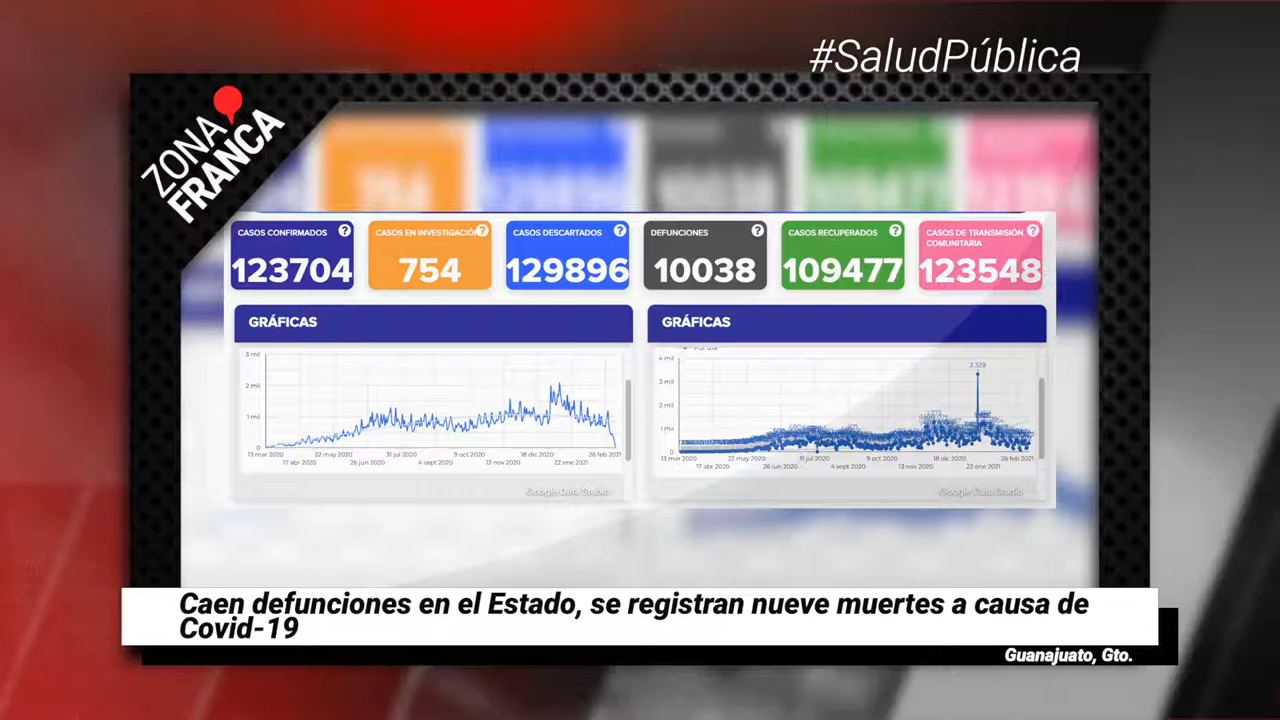 #SaludPública
ZONA
FRANCA
CASOS CONFIRMADOS
123704
CASOS EN INVESTIGACIÓN
754
CASOS DESCARTADOS
129896
DEFUNCIONES
10038
CASOS RECUPERADOS
109477
CASOS DE TRANSMISIÓN
COMUNITARIA
123548
GRÁFICAS
3 mil
2 mil
1 mil
0
13 mar 2020 22 may 2020 31 jul 2020 9 oct 2020 18 dic 2020 26 feb 2021
17 abr 2020 26 jun 2020 4 sept 2020 13 nov 2020 22 ene 2021
Google Data Studio
GRÁFICAS
4 mil
3 mil
2 mil
1 mil
0
3.329
13 mar 2020 22 may 2020 31 jul 2020 9 oct 2020 18 dic 2020 26 feb 2021
17 abr 2020 26 jun 2020 4 sept 2020 13 nov 2020 22 ene 2021
Google Data Studio
Caen defunciones en el Estado, se registran nueve muertes a causa de
Covid-19
Guanajuato, Gto.